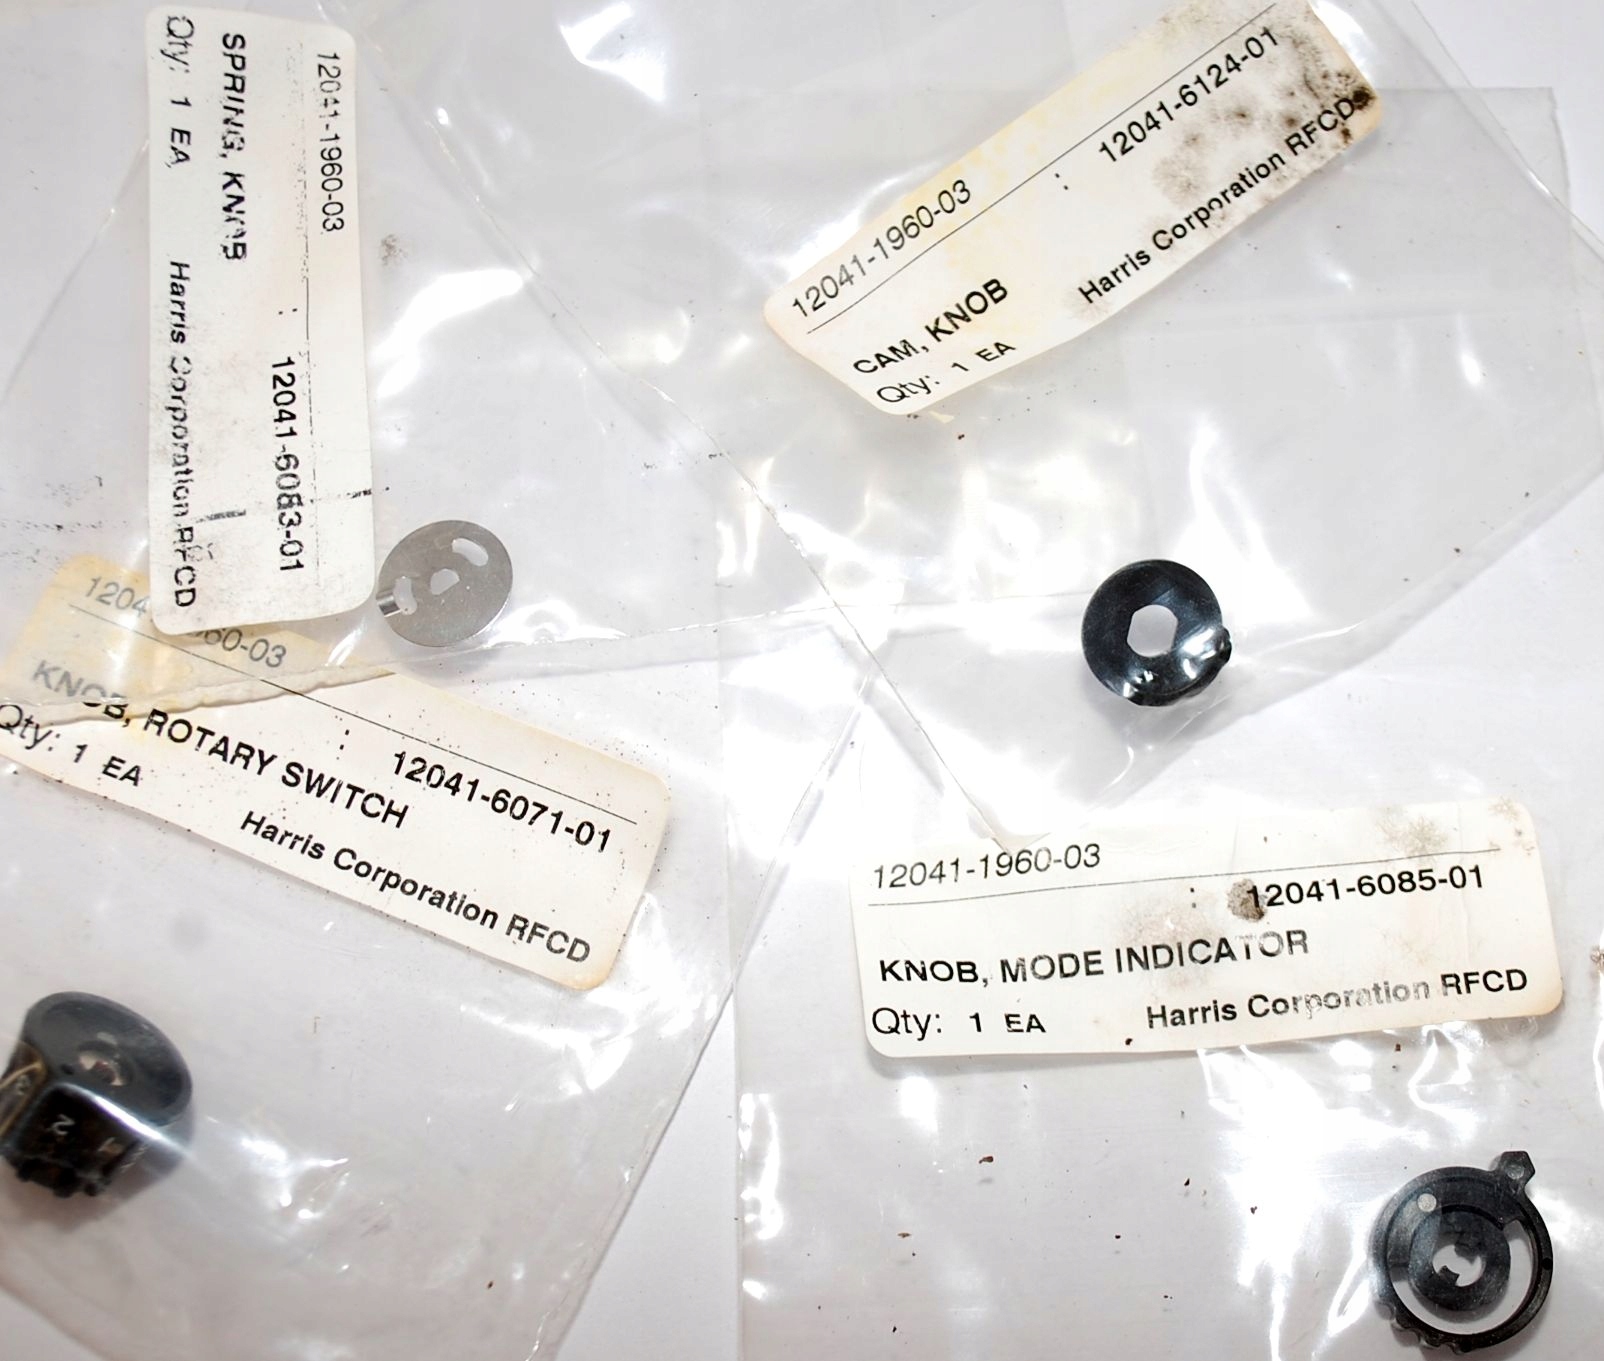 12041-1960-03
: 12041-6083-01
SPRING, KNOB
Qty: 1 EA Harris Corporation RFCD
12041-1960-03
: 12041-6124-01
CAM, KNOB
Qty: 1 EA Harris Corporation RFCD
: 12041-6071-01
KNOB, ROTARY SWITCH
Qty: 1 EA Harris Corporation RFCD
12041-1960-03
: 12041-6085-01
KNOB, MODE INDICATOR
Qty: 1 EA Harris Corporation RFCD
2